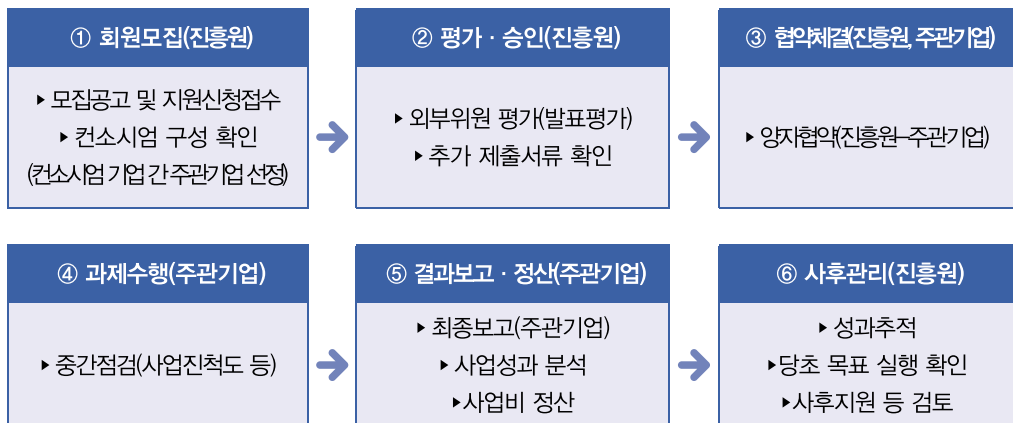 ① 회원모집(진흥원)
▸ 모집공고 및 지원신청접수
▸ 컨소시엄 구성 확인
(컨소시엄 기업 간 주관기업 선정)
② 평가 · 승인(진흥원)
▸ 외부위원 평가(발표평가)
▸ 추가 제출서류 확인
③ 협약체결(진흥원, 주관기업)
▸ 양자협약(진흥원–주관기업)
④ 과제수행(주관기업)
▸ 중간점검(사업진척도 등)
⑤ 결과보고 · 정산(주관기업)
▸ 최종보고(주관기업)
▸ 사업성과 분석
▸사업비 정산
⑥ 사후관리(진흥원)
▸ 성과추적
▸당초 목표 실행 확인
▸사후지원 등 검토